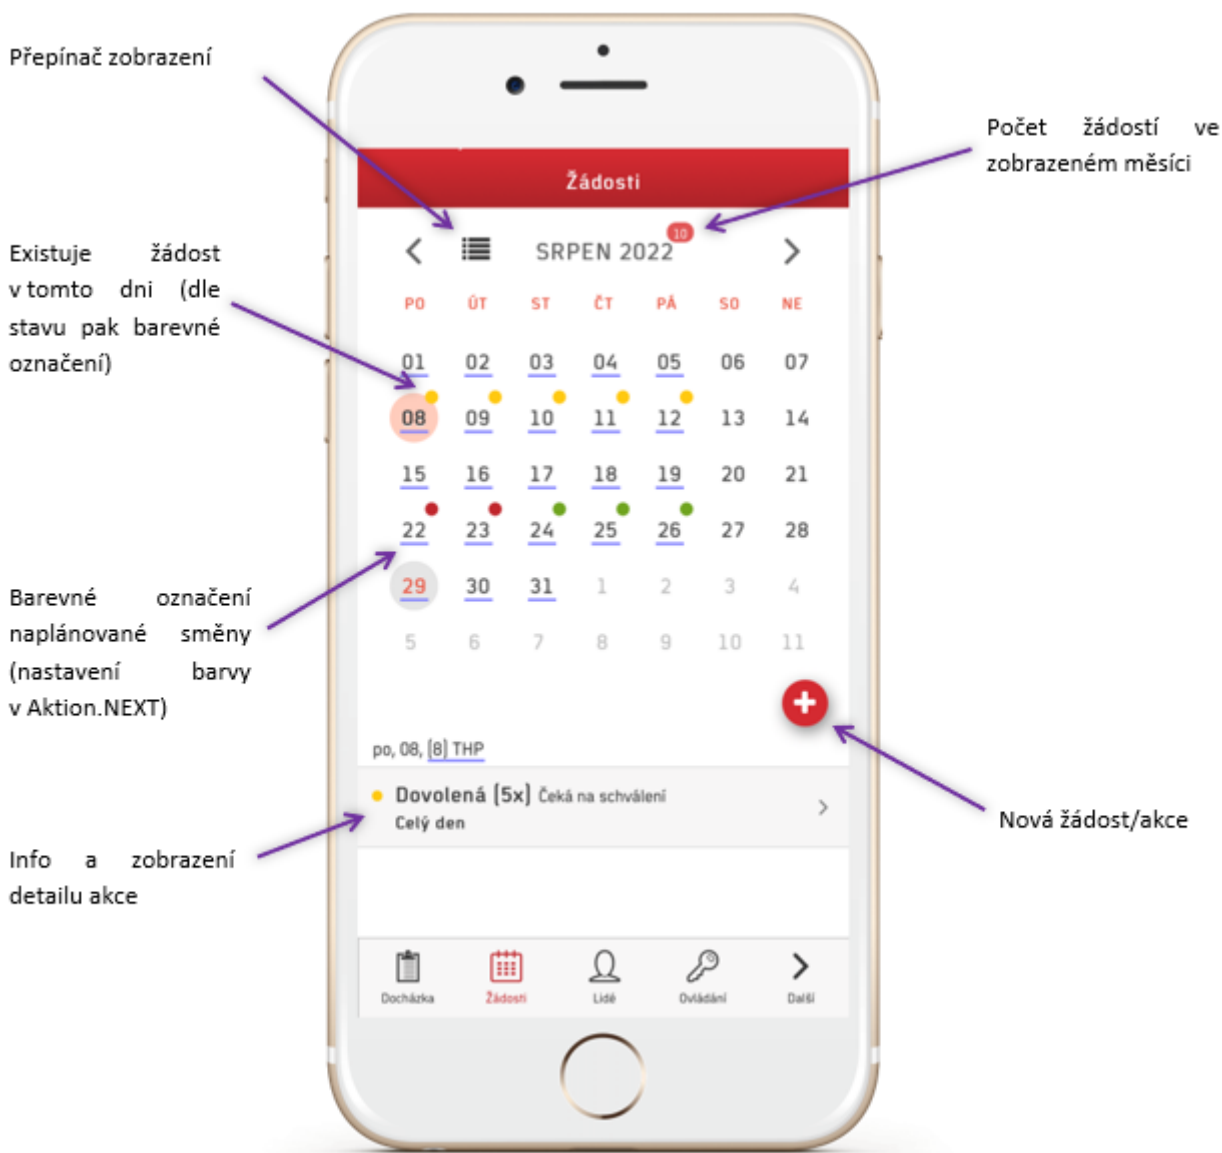 Přepínač zobrazení
Počet žádostí ve
zobrazeném měsíci
Existuje žádost
v tomto dni (dle
stavu pak barevné
označení)
Barevné označení
naplánované směny
(nastavení barvy
v Aktion.NEXT)
Info a zobrazení
detailu akce
Nová žádost/akce
Žádosti
SRPEN 2022 10
PO ÚT ST ČT PÁ SO NE
01 02 03 04 05 06 07
08 09 10 11 12 13 14
15 16 17 18 19 20 21
22 23 24 25 26 27 28
29 30 31 1 2 3 4
5 6 7 8 9 10 11
po, 08, (8) THP
Dovolená (5x) Čeká na schválení
Celý den
Docházka Žádosti Lidé Ovládání Další